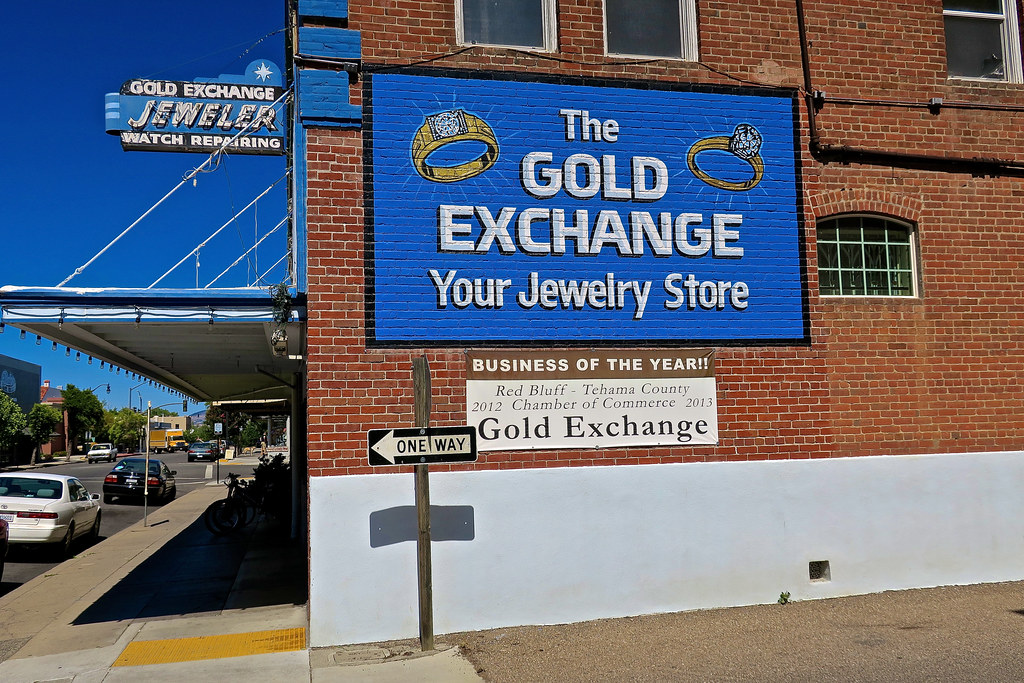 GOLD EXCHANGE
JEWELER
WATCH REPAIRING
The
GOLD
EXCHANGE
Your Jewelry Store
BUSINESS OF THE YEAR!!
Red Bluff - Tehama County
2012 Chamber of Commerce 2013
Gold Exchange
ONE WAY